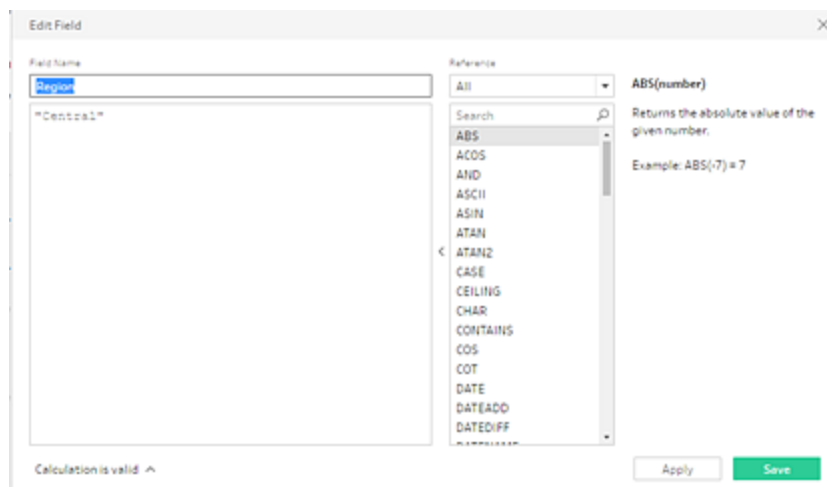 Edit Field
Field Name
Region
"Central"
Reference
All
Search
ABS
ACOS
AND
ASCII
ASIN
ATAN
ATAN2
CASE
CEILING
CHAR
CONTAINS
COS
COT
DATE
DATEADD
DATEDIFF
DATENAME
ABS(number)
Returns the absolute value of the
given number.
Example: ABS(-7) = 7
Calculation is valid
Apply
Save